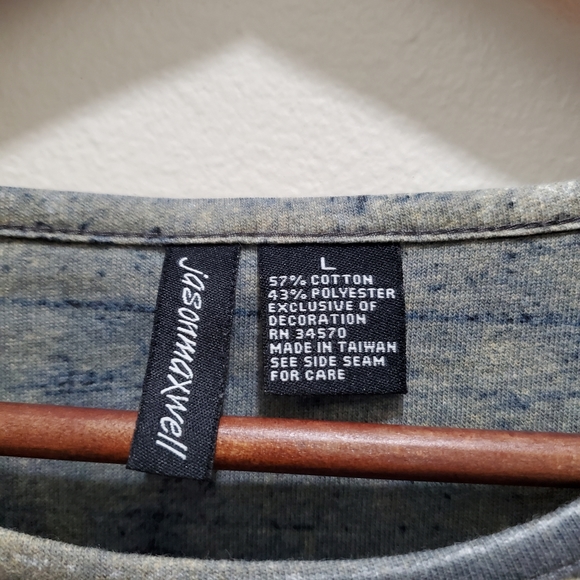 jasonmaxwell
L
57% COTTON
43% POLYESTER
EXCLUSIVE OF
DECORATION
RN 34570
MADE IN TAIWAN
SEE SIDE SEAM
FOR CARE